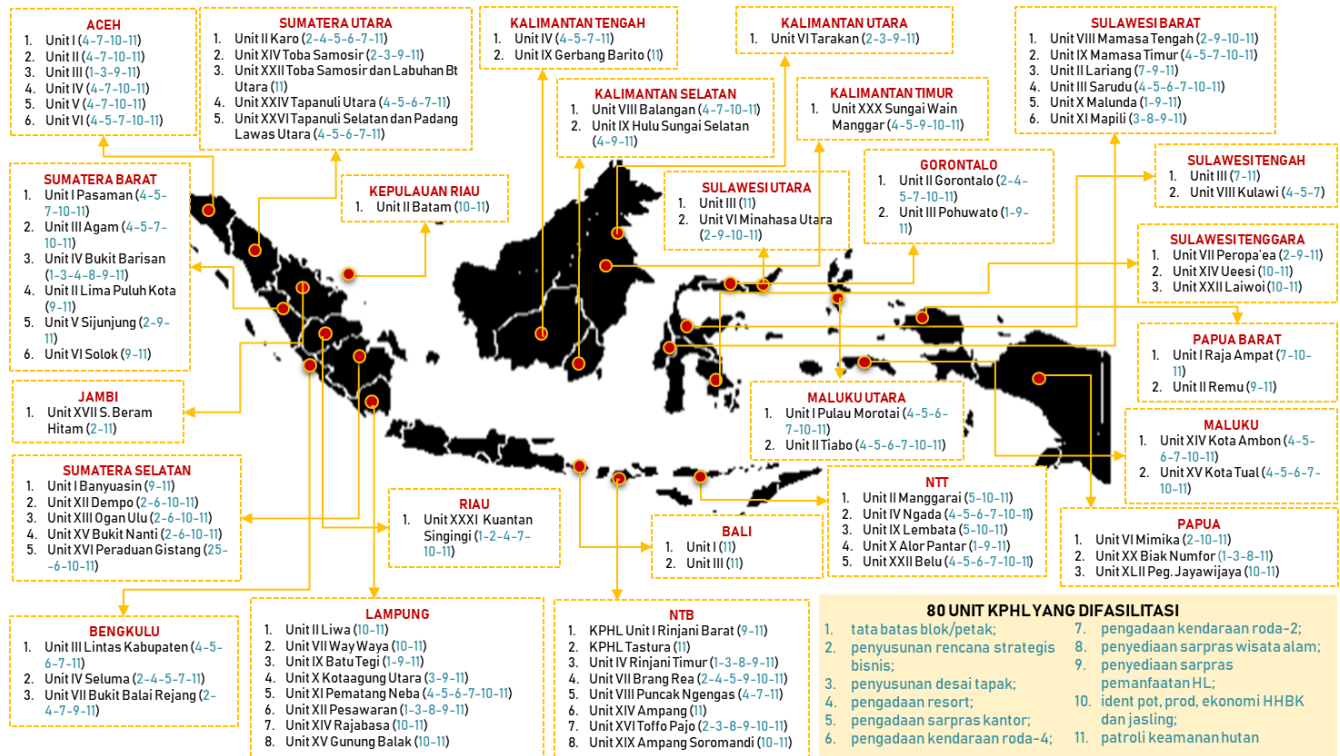 ACEH
1. Unit I (4-7-10-11)
2. Unit II (4-7-10-11)
3. Unit III (1-3-9-11)
4. Unit IV (4-7-10-11)
5. Unit V (4-7-10-11)
6. Unit VI (4-5-7-10-11)
SUMATERA UTARA
1. Unit II Karo (2-4-5-6-7-11)
2. Unit XIV Toba Samosir (2-3-9-11)
3. Unit XXII Toba Samosir dan Labuhan Bt
Utara (11)
4. Unit XXIV Tapanuli Utara (4-5-6-7-11)
5. Unit XXVI Tapanuli Selatan dan Padang
Lawas Utara (4-5-6-7-11)
KALIMANTAN TENGAH
1. Unit IV (4-5-7-11)
2. Unit IX Gerbang Barito (11)
KALIMANTAN UTARA
1. Unit VI Tarakan (2-3-9-11)
SULAWESI BARAT
1. Unit VIII Mamasa Tengah (2-9-10-11)
2. Unit IX Mamasa Timur (4-5-7-10-11)
3. Unit II Lariang (7-9-11)
4. Unit III Sarudu (4-5-6-7-10-11)
5. Unit X Malunda (1-9-11)
6. Unit XI Mapili (3-8-9-11)
KALIMANTAN SELATAN
1. Unit VIII Balangan (4-7-10-11)
2. Unit IX Hulu Sungai Selatan
(4-9-11)
KALIMANTAN TIMUR
1. Unit XXX Sungai Wain
Manggar (4-5-9-10-11)
SUMATERA BARAT
1. Unit I Pasaman (4-5-
7-10-11)
2. Unit III Agam (4-5-7-
10-11)
3. Unit IV Bukit Barisan
(1-3-4-8-9-11)
4. Unit II Lima Puluh Kota
(9-11)
5. Unit V Sijunjung (2-9-
11)
6. Unit VI Solok (9-11)
KEPULAUAN RIAU
1. Unit II Batam (10-11)
SULAWESI UTARA
1. Unit III (11)
2. Unit VI Minahasa Utara
(2-9-10-11)
GORONTALO
1. Unit II Gorontalo (2-4-
5-7-10-11)
2. Unit III Pohuwato (1-9-
11)
SULAWESI TENGAH
1. Unit III (7-11)
2. Unit VIII Kulawi (4-5-7)
SULAWESI TENGGARA
1. Unit VII Peropa'ea (2-9-11)
2. Unit XIV Ueesi (10-11)
3. Unit XXII Laiwoi (10-11)
PAPUA BARAT
1. Unit I Raja Ampat (7-10-
11)
2. Unit II Remu (9-11)
JAMBI
1. Unit XVII S. Beram
Hitam (2-11)
MALUKU UTARA
1. Unit I Pulau Morotai (4-5-6-
7-10-11)
2. Unit II Tiabo (4-5-6-7-10-11)
MALUKU
1. Unit XIV Kota Ambon (4-5-
6-7-10-11)
2. Unit XV Kota Tual (4-5-6-7-
10-11)
SUMATERA SELATAN
1. Unit I Banyuasin (9-11)
2. Unit XII Dempo (2-6-10-11)
3. Unit XIII Ogan Ulu (2-6-10-11)
4. Unit XV Bukit Nanti (2-6-10-11)
5. Unit XVI Peraduan Gistang (25-
-6-10-11)
RIAU
1. Unit XXXI Kuantan
Singingi (1-2-4-7-
10-11)
BALI
1. Unit I (11)
2. Unit III (11)
NTT
1. Unit II Manggarai (5-10-11)
2. Unit IV Ngada (4-5-6-7-10-11)
3. Unit IX Lembata (5-10-11)
4. Unit X Alor Pantar (1-9-11)
5. Unit XXII Belu (4-5-6-7-10-11)
PAPUA
1. Unit VI Mimika (2-10-11)
2. Unit XX Biak Numfor (1-3-8-11)
3. Unit XLII Peg. Jayawijaya (10-11)
BENGKULU
1. Unit III Lintas Kabupaten (4-5-
6-7-11)
2. Unit IV Seluma (2-4-5-7-11)
3. Unit VII Bukit Balai Rejang (2-
4-7-9-11)
LAMPUNG
1. Unit II Liwa (10-11)
2. Unit VII Way Waya (10-11)
3. Unit IX Batu Tegi (1-9-11)
4. Unit X Kotaagung Utara (3-9-11)
5. Unit XI Pematang Neba (4-5-6-7-10-11)
6. Unit XII Pesawaran (1-3-8-9-11)
7. Unit XIV Rajabasa (10-11)
8. Unit XV Gunung Balak (10-11)
NTB
1. KPHL Unit I Rinjani Barat (9-11)
2. KPHL Tastura (11)
3. Unit IV Rinjani Timur (1-3-8-9-11)
4. Unit VII Brang Rea (2-4-5-9-10-11)
5. Unit VIII Puncak Ngengas (4-7-11)
6. Unit XIV Ampang (11)
7. Unit XVI Toffo Pajo (2-3-8-9-10-11)
8. Unit XIX Ampang Soromandi (10-11)
80 UNIT KPHL YANG DIFASILITASI
1. tata batas blok/petak;
2. penyusunan rencana strategis
bisnis;
3. penyusunan desai tapak;
4. pengadaan resort;
5. pengadaan sarpras kantor;
6. pengadaan kendaraan roda-4;
7. pengadaan kendaraan roda-2;
8. penyediaan sarpras wisata alam;
9. penyediaan sarpras
pemanfaatan HL;
10. ident pot, prod, ekonomi HHBK
dan jasling;
11. patroli keamanan hutan